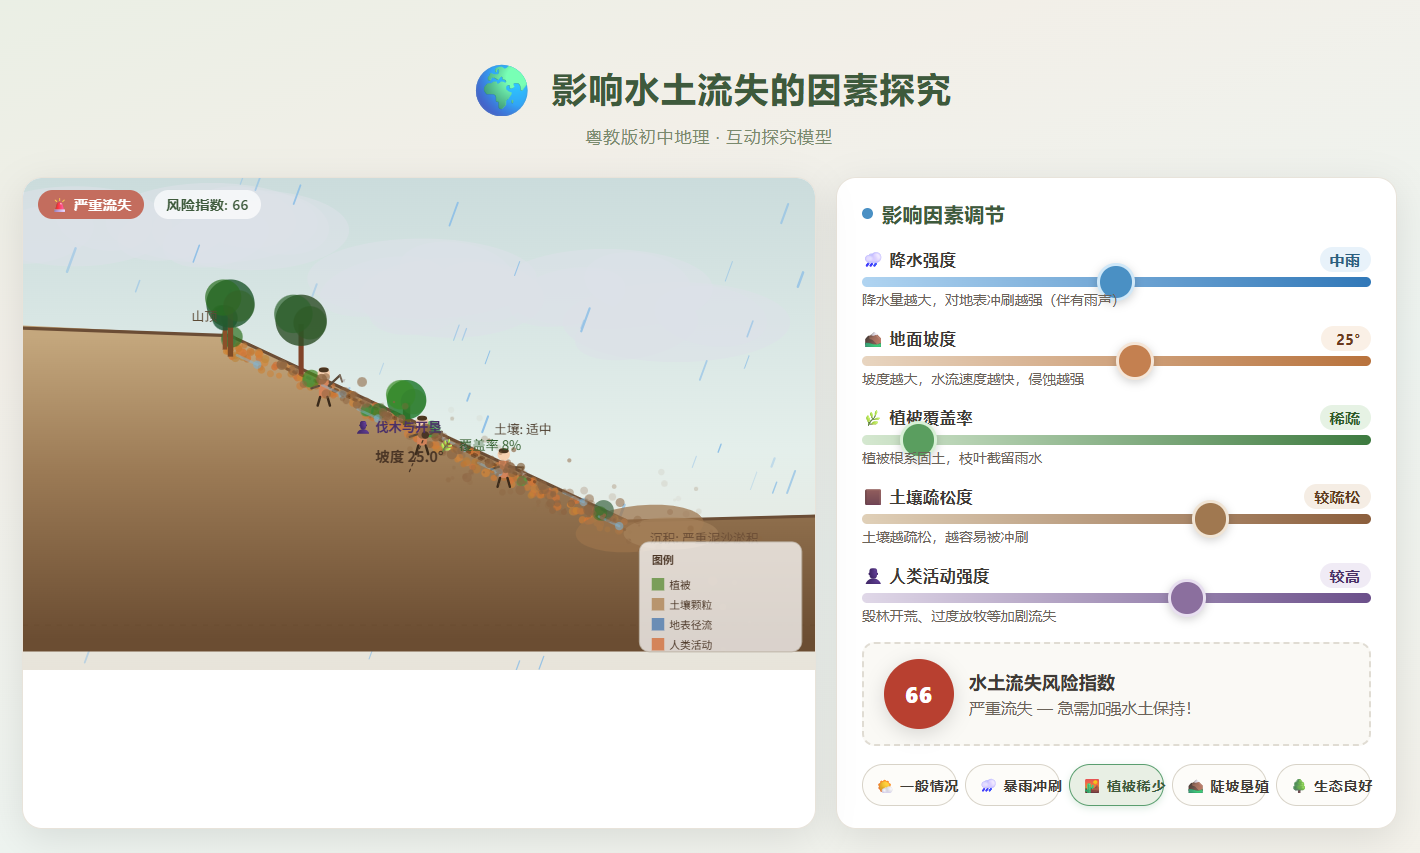 影响水土流失的因素探究
粤教版初中地理 · 互动探究模型
严重流失
风险指数: 66
山顶
伐木与开垦
土壤: 适中
覆盖率 8%
坡度 25.0°
沉积: 严重泥沙淤积
图例
植被
土壤颗粒
地表径流
人类活动
影响因素调节
降水强度
中雨
降水量越大，对地表冲刷越强（伴有雨声）
地面坡度
25°
坡度越大，水流速度越快，侵蚀越强
植被覆盖率
稀疏
植被根系固土，枝叶截留雨水
土壤疏松度
较疏松
土壤越疏松，越容易被冲刷
人类活动强度
较高
毁林开荒、过度放牧等加剧流失
66
水土流失风险指数
严重流失 — 急需加强水土保持！
一般情况
暴雨冲刷
植被稀少
陡坡垦殖
生态良好